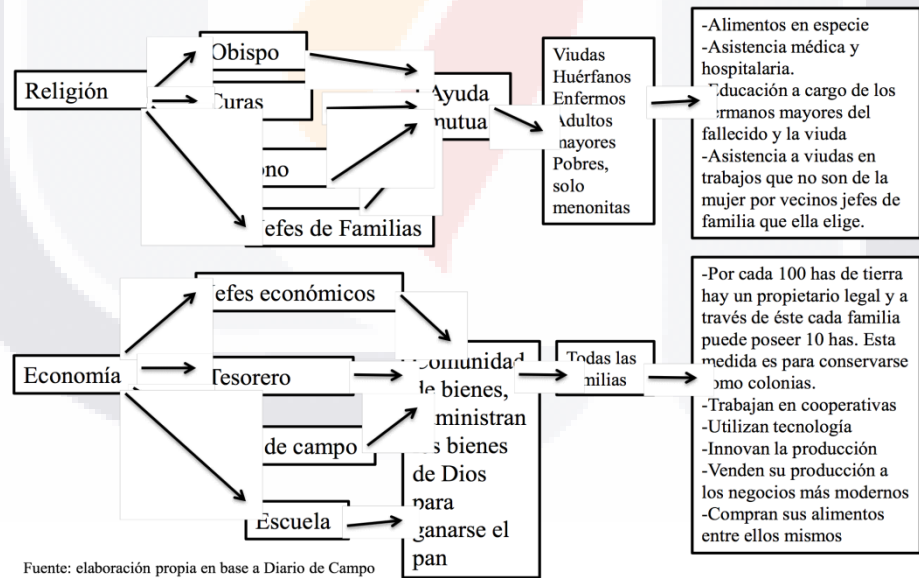 Religión
Obispo
Curas
Jefes de Familias
Ayuda
mutua
Viudas
Huérfanos
Enfermos
Adultos
mayores
Pobres,
solo
menonitas
-Alimentos en especie
-Asistencia médica y
hospitalaria.
-Educación a cargo de los
hermanos mayores del
fallecido y la viuda
-Asistencia a viudas en
trabajos que no son de la
mujer por vecinos jefes de
familia que ella elige.
Economía
Jefes económicos
Tesorero
de campo
Escuela
Comunidad
de bienes,
administran
los bienes
de Dios
para
ganarse el
pan
Todas las
familias
-Por cada 100 has de tierra
hay un propietario legal y a
través de éste cada familia
puede poseer 10 has. Esta
medida es para conservarse
como colonias.
-Trabajan en cooperativas
-Utilizan tecnología
-Innovan la producción
-Venden su producción a
los negocios más modernos
-Compran sus alimentos
entre ellos mismos
Fuente: elaboración propia en base a Diario de Campo